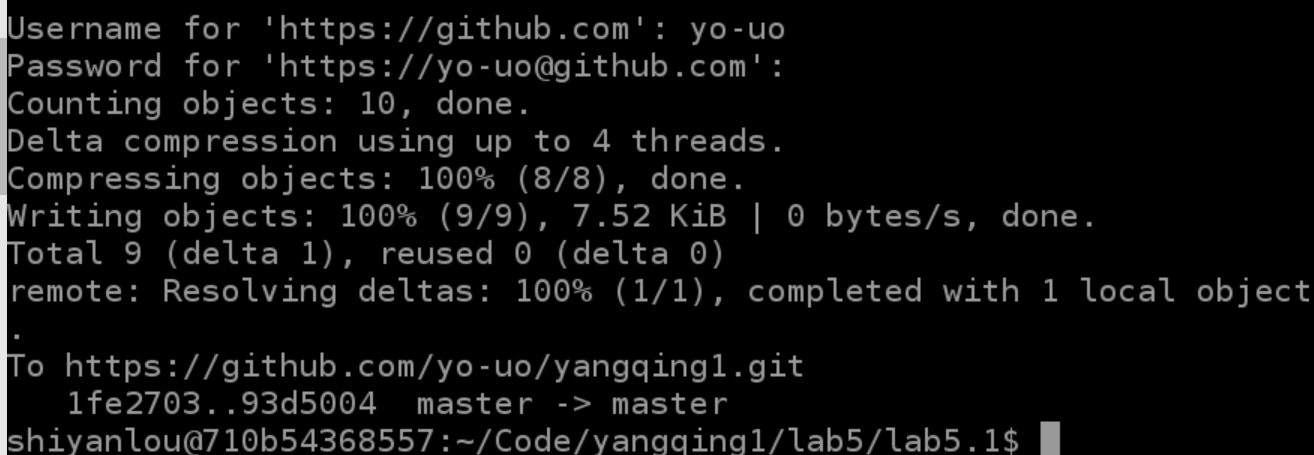 Username for 'https://github.com': yo-uo
Password for 'https://yo-uo@github.com':
Counting objects: 10, done.
Delta compression using up to 4 threads.
Compressing objects: 100% (8/8), done.
Writing objects: 100% (9/9), 7.52 KiB | 0 bytes/s, done.
Total 9 (delta 1), reused 0 (delta 0)
remote: Resolving deltas: 100% (1/1), completed with 1 local object
.
To https://github.com/yo-uo/yangqing1.git
   1fe2703..93d5004  master -> master
shiyanlou@710b54368557:~/Code/yangqing1/lab5/lab5.1$